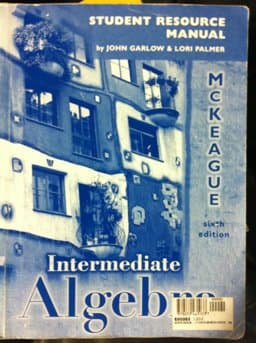 STUDENT RESOURCE
MANUAL
by JOHN GARLOW & LORI PALMER
MCKEAGUE
sixth
edition
Intermediate
Algebra